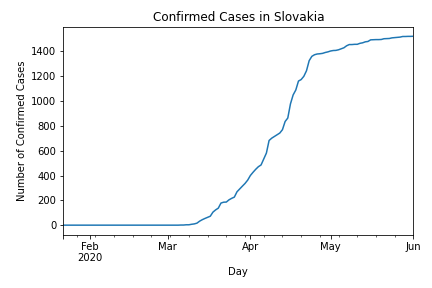 Confirmed Cases in Slovakia
Number of Confirmed Cases
1400
1200
1000
800
600
400
200
0
Feb Mar Apr May Jun
2020
Day